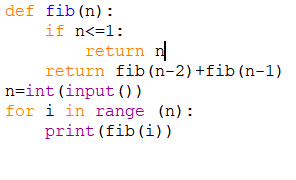 def fib(n):
    if n<=1:
        return n
    return fib(n-2)+fib(n-1)
n=int(input())
for i in range (n):
    print(fib(i))